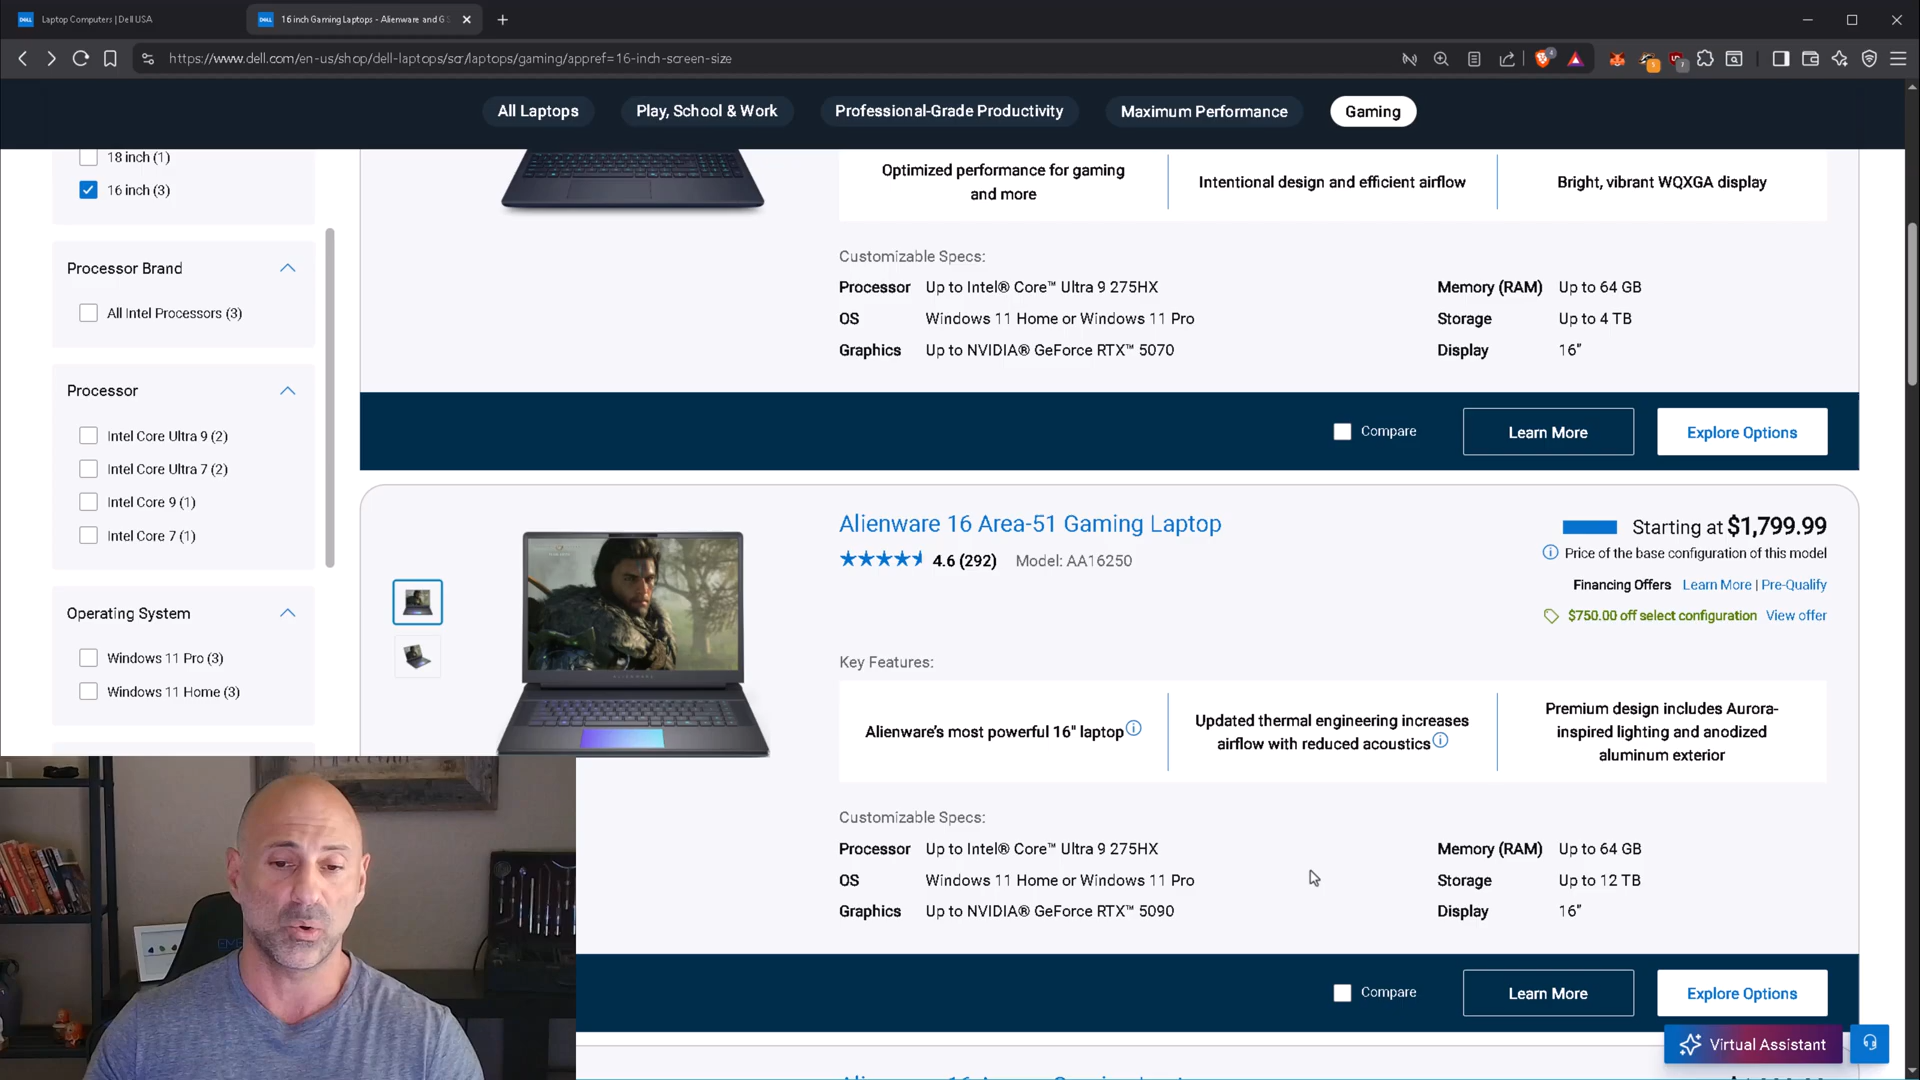 Laptop Computers | Dell USA
16 inch Gaming Laptops - Alienware and G S
https://www.dell.com/en-us/shop/dell-laptops/scr/laptops/gaming/appref=16-inch-screen-size
All Laptops
Play, School & Work
Professional-Grade Productivity
Maximum Performance
Gaming
18 inch (1)
16 inch (3)
Processor Brand
All Intel Processors (3)
Processor
Intel Core Ultra 9 (2)
Intel Core Ultra 7 (2)
Intel Core 9 (1)
Intel Core 7 (1)
Operating System
Windows 11 Pro (3)
Windows 11 Home (3)
Optimized performance for gaming
and more
Intentional design and efficient airflow
Bright, vibrant WQXGA display
Customizable Specs:
Processor Up to Intel® Core™ Ultra 9 275HX
OS Windows 11 Home or Windows 11 Pro
Graphics Up to NVIDIA® GeForce RTX™ 5070
Memory (RAM) Up to 64 GB
Storage Up to 4 TB
Display 16”
Compare
Learn More
Explore Options
Alienware 16 Area-51 Gaming Laptop
4.6 (292) Model: AA16250
Starting at $1,799.99
Price of the base configuration of this model
Financing Offers Learn More | Pre-Qualify
$750.00 off select configuration View offer
Key Features:
Alienware’s most powerful 16" laptop
Updated thermal engineering increases
airflow with reduced acoustics
Premium design includes Aurora-
inspired lighting and anodized
aluminum exterior
Customizable Specs:
Processor Up to Intel® Core™ Ultra 9 275HX
OS Windows 11 Home or Windows 11 Pro
Graphics Up to NVIDIA® GeForce RTX™ 5090
Memory (RAM) Up to 64 GB
Storage Up to 12 TB
Display 16”
Compare
Learn More
Explore Options
Virtual Assistant